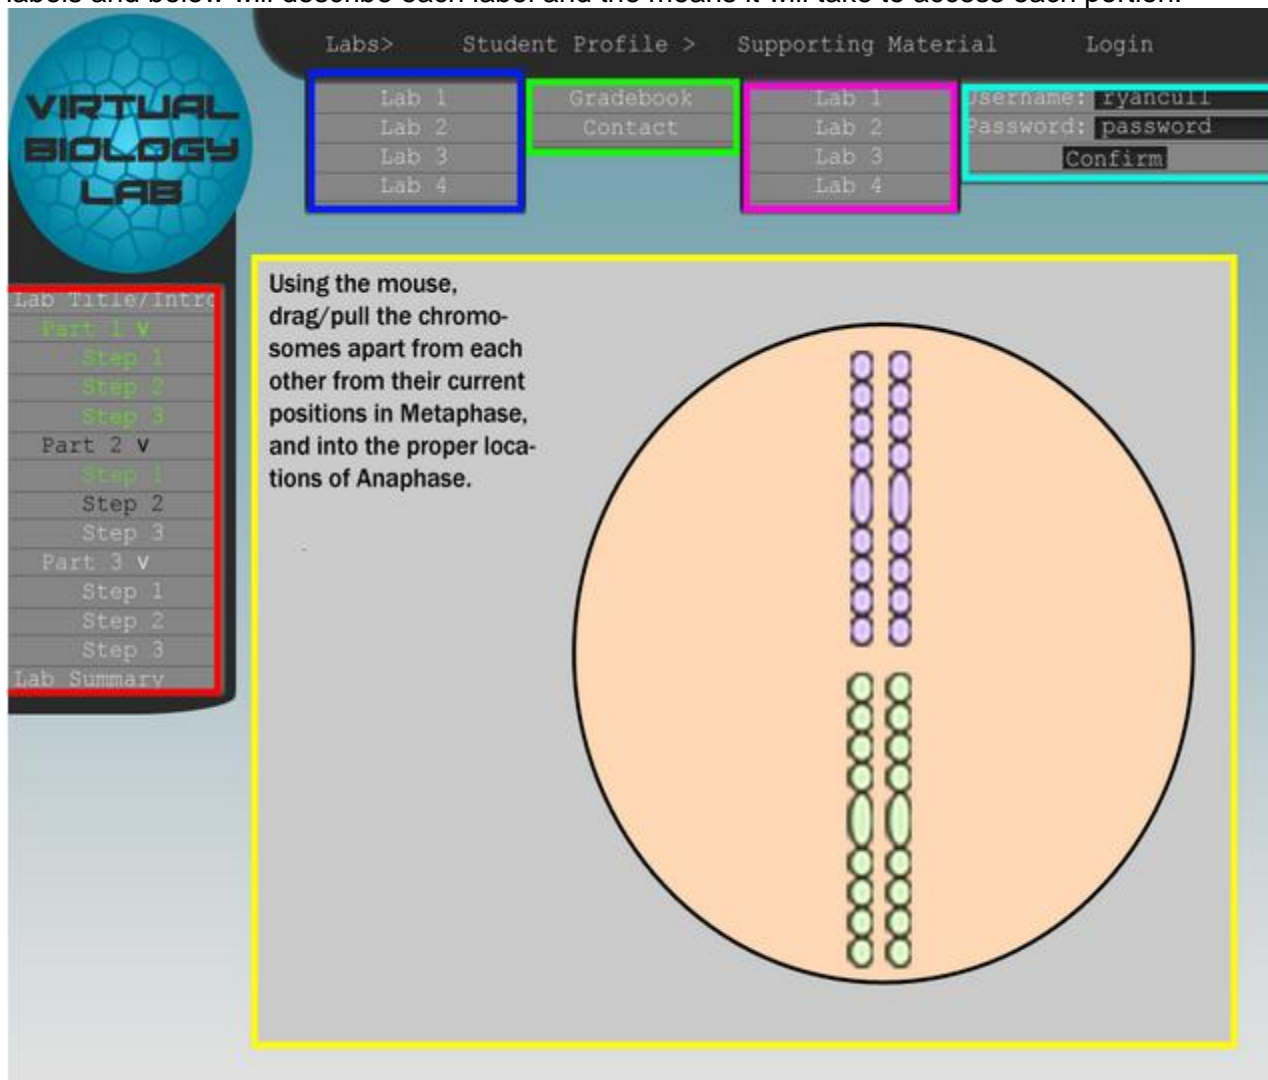 labels and below will describe each label and the means it will take to access each portion.
VIRTUAL
BIOLOGY
LAB
Labs> Student Profile > Supporting Material Login
Lab 1 Gradebook Lab 1 Username: ryancull
Lab 2 Contact Lab 2 Password: password
Lab 3 Lab 3 Confirm
Lab 4 Lab 4
Lab Title/Intro
Part 1 V
Step 1
Step 2
Step 3
Part 2 V
Step 1
Step 2
Step 3
Part 3 V
Step 1
Step 2
Step 3
Lab Summary
Using the mouse,
drag/pull the chromo-
somes apart from each
other from their current
positions in Metaphase,
and into the proper loca-
tions of Anaphase.